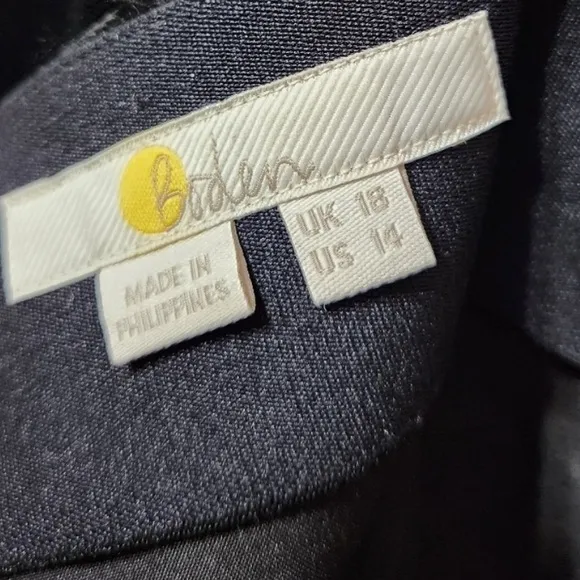 Boden
MADE IN
PHILIPPINES
UK 18
US 14